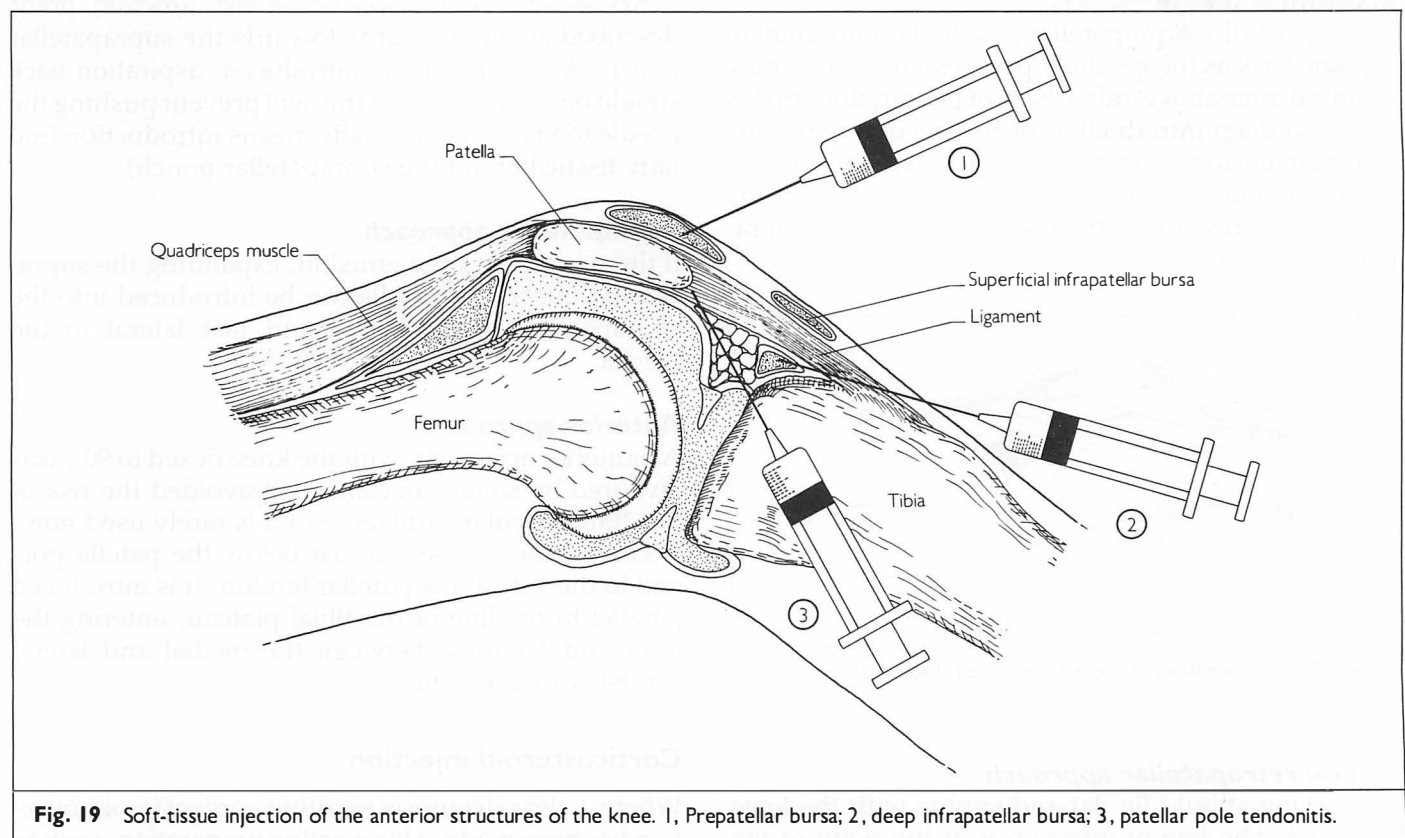 Patella
Quadriceps muscle
1
Superficial infrapatellar bursa
Ligament
Femur
Tibia
2
3
Fig. 19 Soft-tissue injection of the anterior structures of the knee. 1, Prepatellar bursa; 2, deep infrapatellar bursa; 3, patellar pole tendonitis.